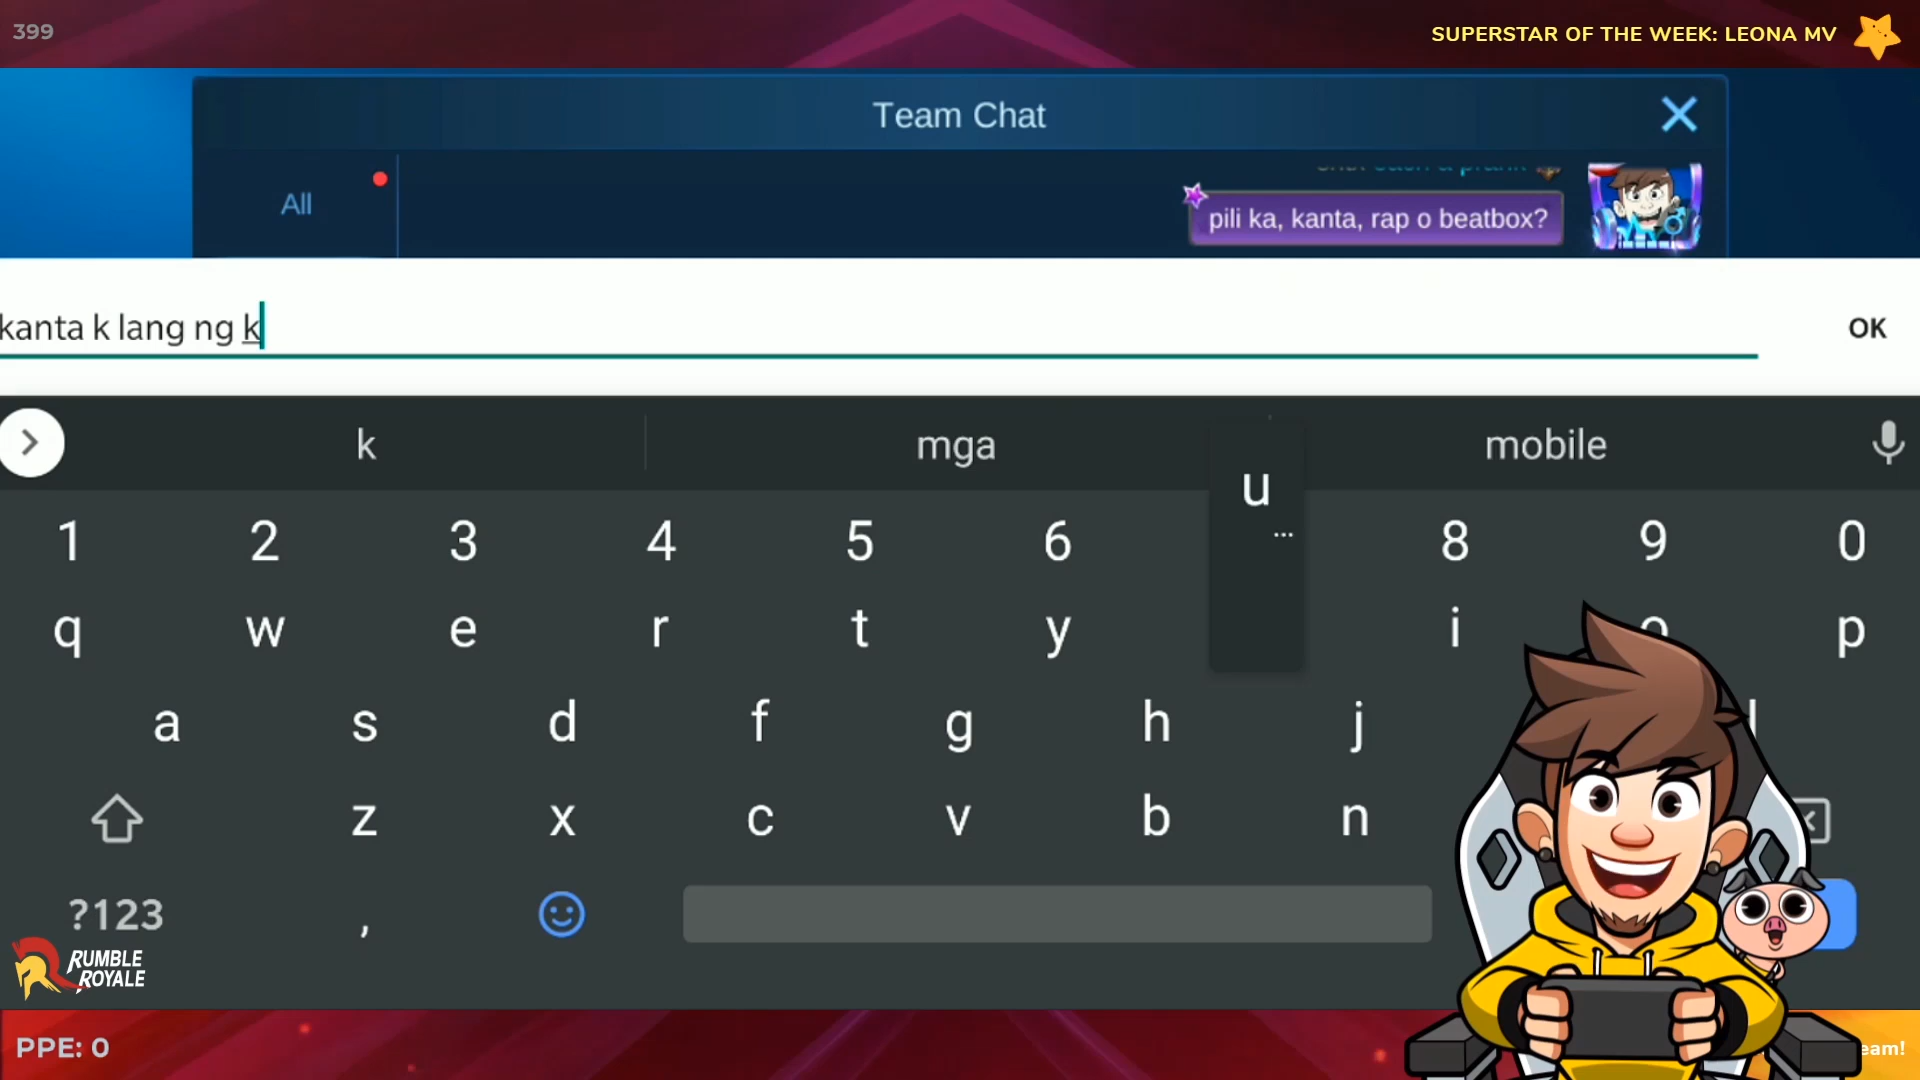 399
SUPERSTAR OF THE WEEK: LEONA MV
Team Chat
All
pili ka, kanta, rap o beatbox?
kanta k lang ng k
OK
k mga mobile
u
...
1 2 3 4 5 6 8 9 0
q w e r t y i o p
a s d f g h j l
z x c v b n
?123 ,
RUMBLE
ROYALE
PPE: 0
eam!